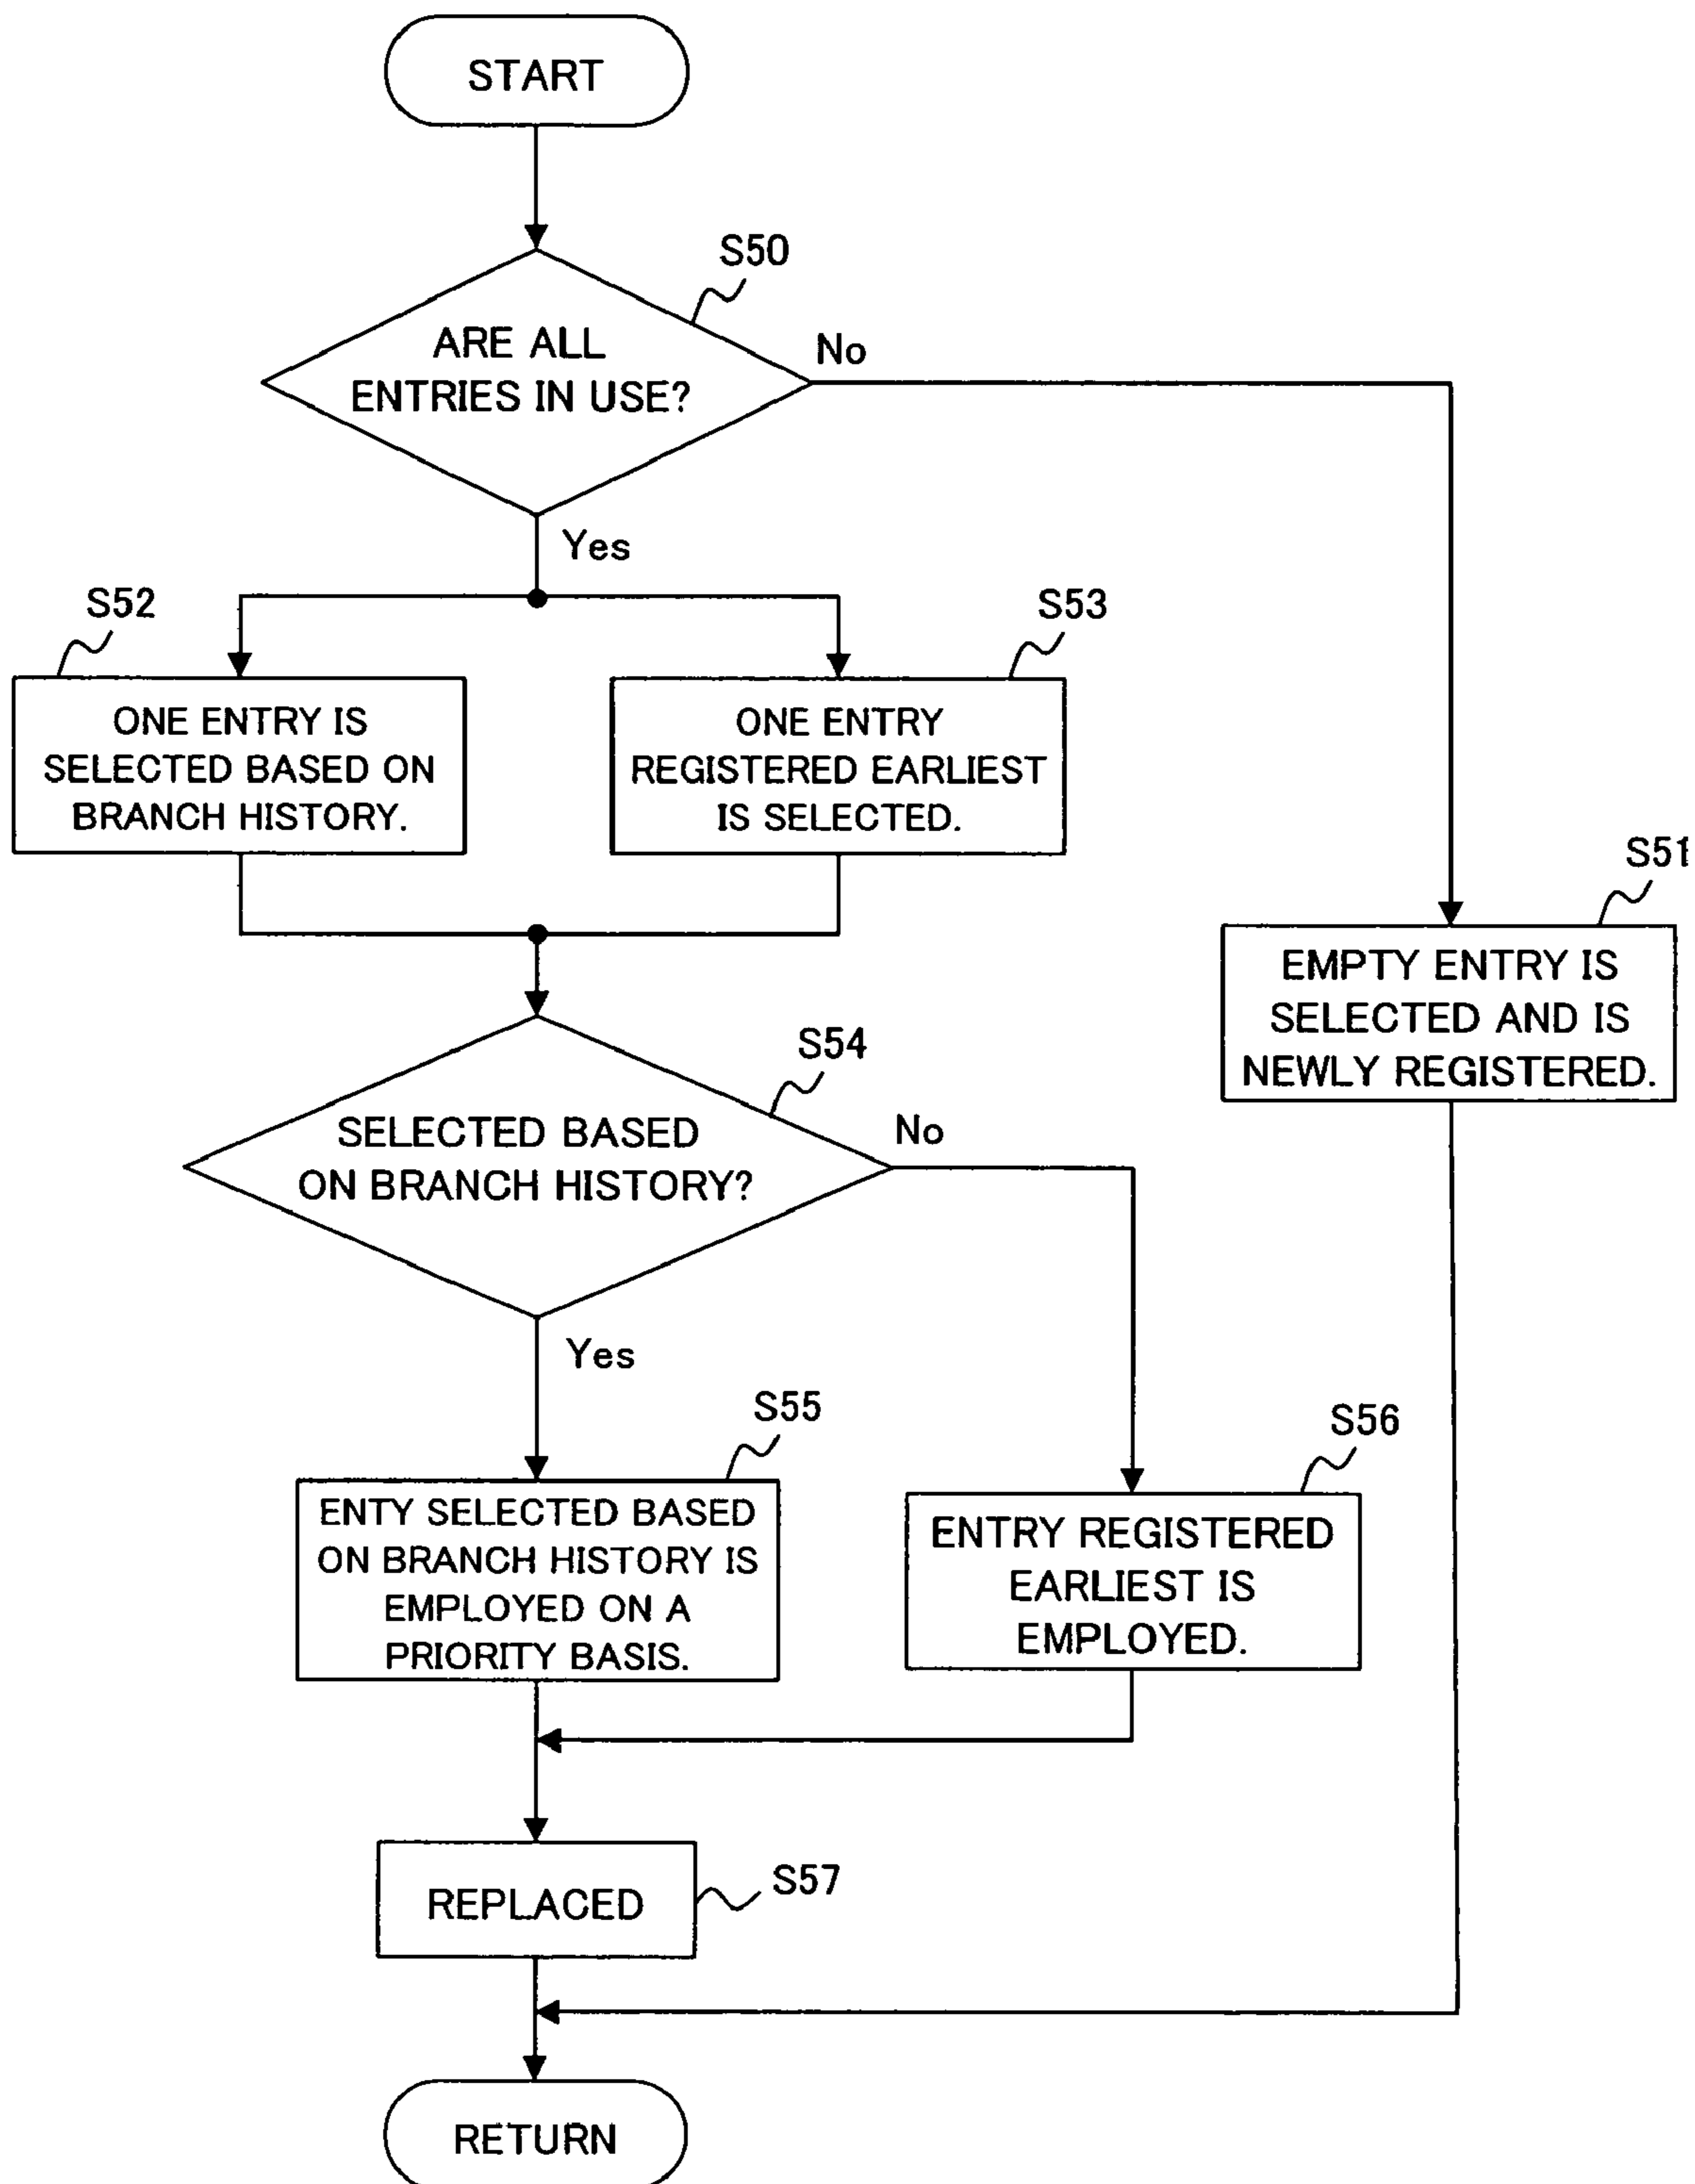 START
S50
ARE ALL
ENTRIES IN USE?
No
Yes
S52
S53
ONE ENTRY IS
SELECTED BASED ON
BRANCH HISTORY.
ONE ENTRY
REGISTERED EARLIEST
IS SELECTED.
S51
EMPTY ENTRY IS
SELECTED AND IS
NEWLY REGISTERED.
S54
SELECTED BASED
ON BRANCH HISTORY?
No
Yes
S55
S56
ENTY SELECTED BASED
ON BRANCH HISTORY IS
EMPLOYED ON A
PRIORITY BASIS.
ENTRY REGISTERED
EARLIEST IS
EMPLOYED.
REPLACED
S57
RETURN